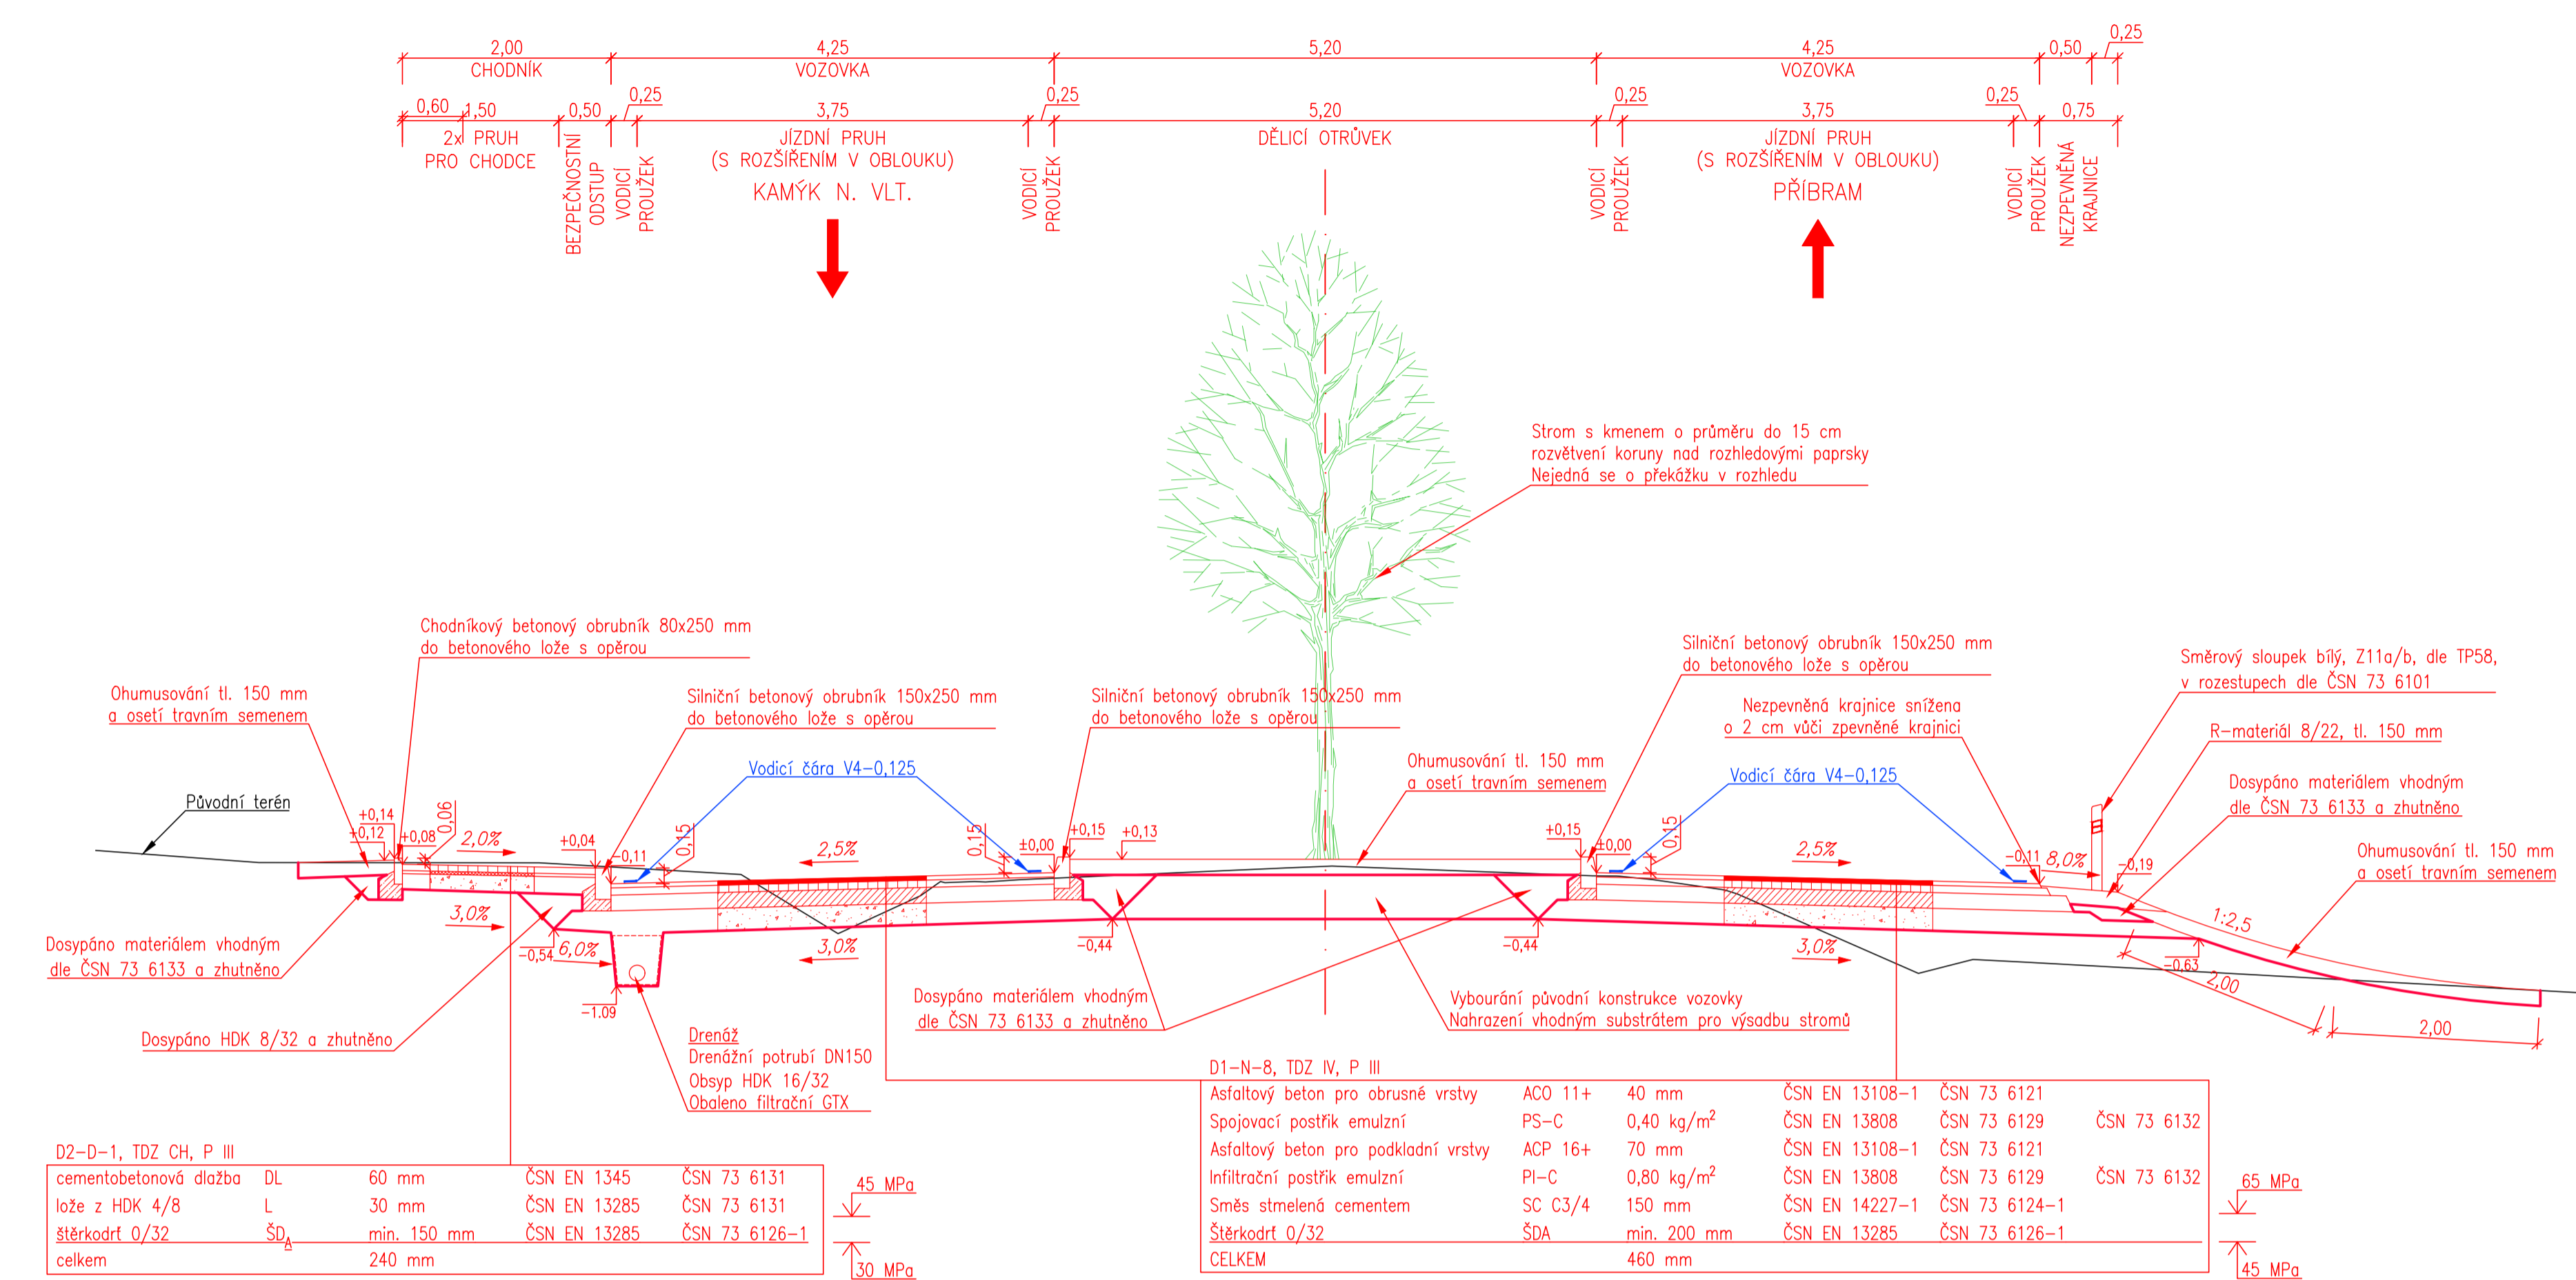 2,00
4,25
5,20
4,25
0,50
0,25
CHODNÍK
VOZOVKA
VOZOVKA
0,60
1,50
0,50
0,25
3,75
0,25
5,20
0,25
3,75
0,25
0,75
2x PRUH
PRO CHODCE
BEZPEČNOSTNÍ
ODSTUP
VODICÍ
PROUŽEK
JÍZDNÍ PRUH
(S ROZŠÍŘENÍM V OBLOUKU)
KAMÝK N. VLT.
VODICÍ
PROUŽEK
DĚLICÍ OTRŮVEK
VODICÍ
PROUŽEK
JÍZDNÍ PRUH
(S ROZŠÍŘENÍM V OBLOUKU)
PŘÍBRAM
VODICÍ
PROUŽEK
NEZPEVNĚNÁ
KRAJNICE
Strom s kmenem o průměru do 15 cm
rozvětvení koruny nad rozhledovými paprsky
Nejedná se o překážku v rozhledu
Chodníkový betonový obrubník 80x250 mm
do betonového lože s opěrou
Ohumusování tl. 150 mm
a osetí travním semenem
Silniční betonový obrubník 150x250 mm
do betonového lože s opěrou
Silniční betonový obrubník 150x250 mm
do betonového lože s opěrou
Silniční betonový obrubník 150x250 mm
do betonového lože s opěrou
Směrový sloupek bílý, Z11a/b, dle TP58,
v rozestupech dle ČSN 73 6101
Nezpevněná krajnice snížena
o 2 cm vůči zpevněné krajnici
R-materiál 8/22, tl. 150 mm
Vodicí čára V4-0,125
Ohumusování tl. 150 mm
a osetí travním semenem
Vodicí čára V4-0,125
Dosypáno materiálem vhodným
dle ČSN 73 6133 a zhutněno
Původní terén
+0,14
+0,12
+0,08
0,06
2,0%
+0,04
-0,11
0,15
2,5%
0,15
±0,00
+0,15
+0,13
+0,15
±0,00
0,15
2,5%
-0,11
8,0%
-0,19
Ohumusování tl. 150 mm
a osetí travním semenem
1:2,5
3,0%
-0,54
6,0%
3,0%
-0,44
-0,44
3,0%
-0,63
2,00
2,00
-1.09
Dosypáno materiálem vhodným
dle ČSN 73 6133 a zhutněno
Dosypáno HDK 8/32 a zhutněno
Drenáž
Drenážní potrubí DN150
Obsyp HDK 16/32
Obaleno filtrační GTX
Dosypáno materiálem vhodným
dle ČSN 73 6133 a zhutněno
Vybourání původní konstrukce vozovky
Nahrazení vhodným substrátem pro výsadbu stromů
D1-N-8, TDZ IV, P III
Asfaltový beton pro obrusné vrstvy ACO 11+ 40 mm ČSN EN 13108-1 ČSN 73 6121
Spojovací postřik emulzní PS-C 0,40 kg/m² ČSN EN 13808 ČSN 73 6129 ČSN 73 6132
Asfaltový beton pro podkladní vrstvy ACP 16+ 70 mm ČSN EN 13108-1 ČSN 73 6121
Infiltrační postřik emulzní PI-C 0,80 kg/m² ČSN EN 13808 ČSN 73 6129 ČSN 73 6132
Směs stmelená cementem SC C3/4 150 mm ČSN EN 14227-1 ČSN 73 6124-1
Štěrkodrť 0/32 ŠDA min. 200 mm ČSN EN 13285 ČSN 73 6126-1
CELKEM 460 mm
65 MPa
45 MPa
D2-D-1, TDZ CH, P III
cementobetonová dlažba DL 60 mm ČSN EN 1345 ČSN 73 6131
lože z HDK 4/8 L 30 mm ČSN EN 13285 ČSN 73 6131
štěrkodrť 0/32 ŠDA min. 150 mm ČSN EN 13285 ČSN 73 6126-1
celkem 240 mm
45 MPa
30 MPa